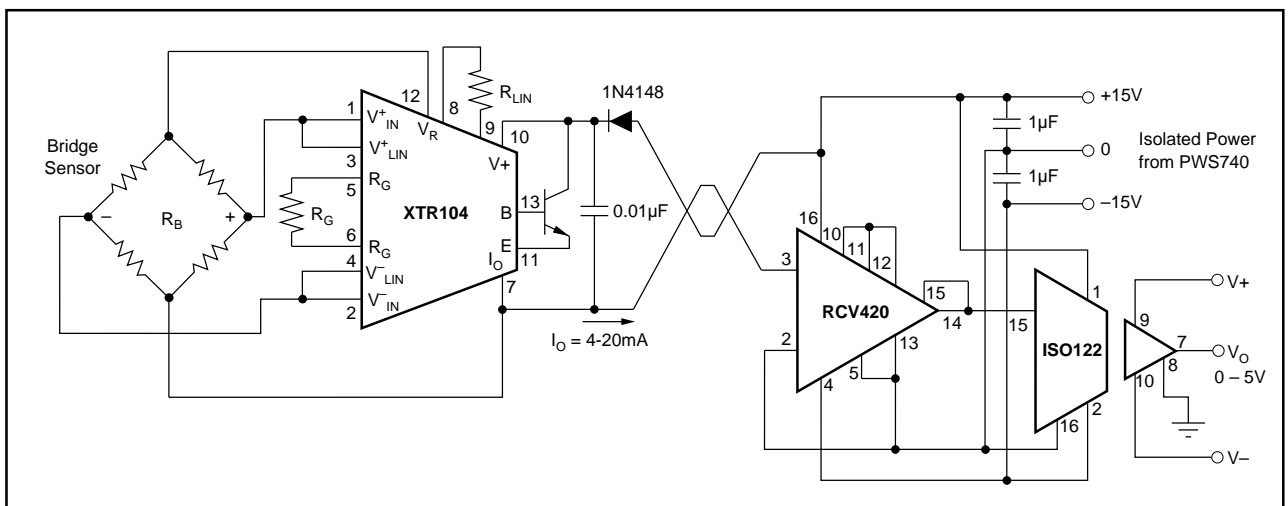 Bridge
Sensor
R_B
–
+
1
V⁺_IN
V⁺_LIN
3
R_G
5
R_G
6
R_G
4
V⁻_LIN
V⁻_IN
2
12
V_R
8
R_LIN
9
10
V+
XTR104
13
B
E
11
I_O
7
1N4148
0.01µF
I_O = 4-20mA
+15V
1µF
0
Isolated Power
from PWS740
1µF
–15V
16
10
11
12
3
RCV420
15
14
2
13
5
4
15
ISO122
1
16
2
9
V+
7
V_O
0 – 5V
8
10
V–